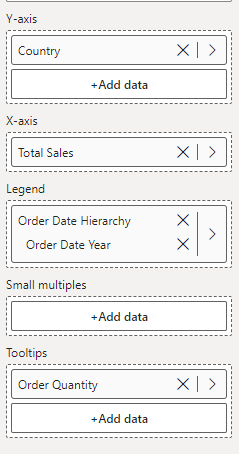 Y-axis
Country
+Add data
X-axis
Total Sales
Legend
Order Date Hierarchy
Order Date Year
Small multiples
+Add data
Tooltips
Order Quantity
+Add data